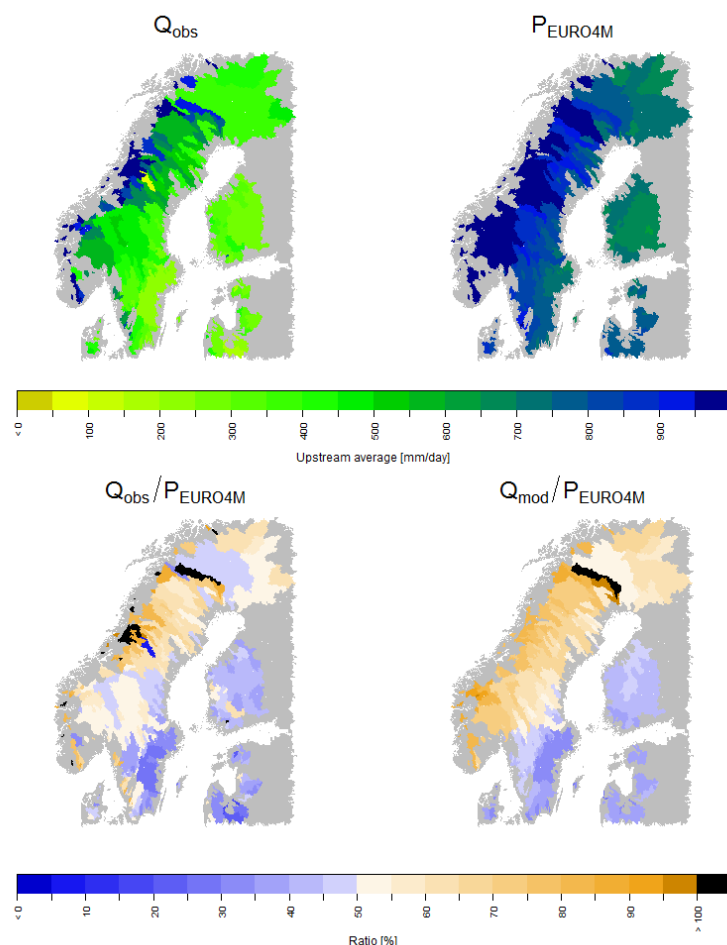 Qobs PEURO4M
< 0 100 200 300 400 500 600 700 800 900
Upstream average [mm/day]
Qobs / PEURO4M Qmod / PEURO4M
< 0 10 20 30 40 50 60 70 80 90 > 100
Ratio [%]